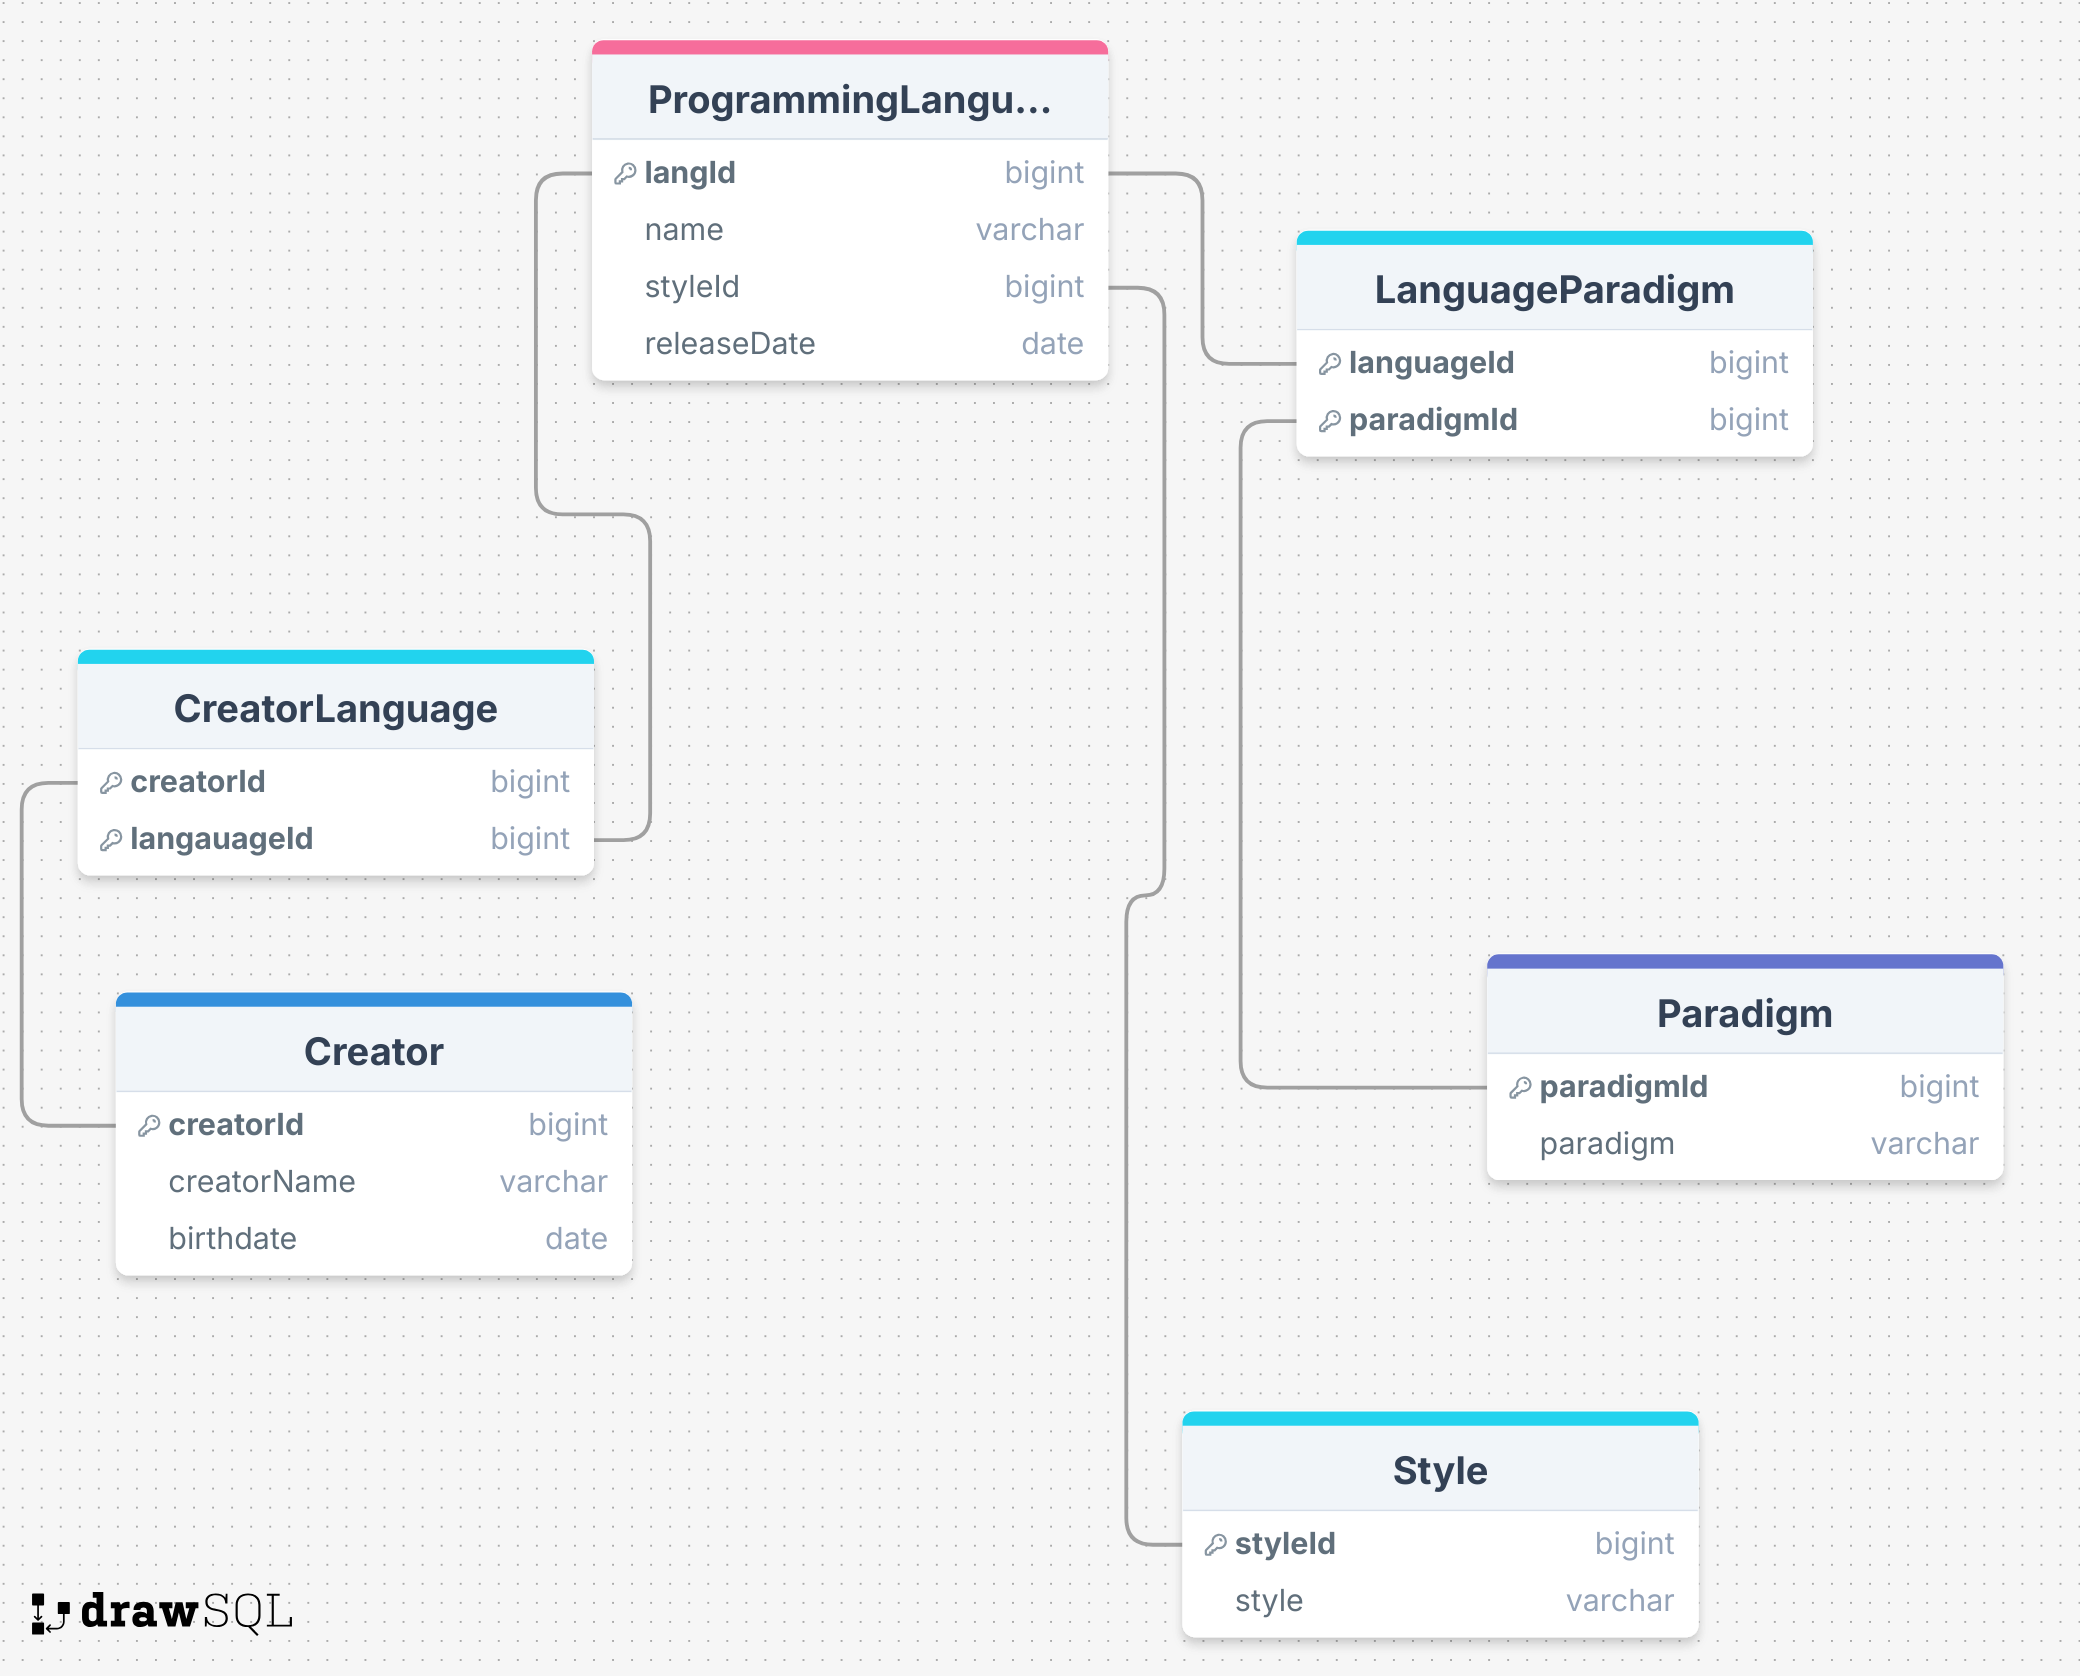 ProgrammingLangu...
langId bigint
name varchar
styleId bigint
releaseDate date
LanguageParadigm
languageId bigint
paradigmId bigint
CreatorLanguage
creatorId bigint
langauageId bigint
Creator
creatorId bigint
creatorName varchar
birthdate date
Paradigm
paradigmId bigint
paradigm varchar
Style
styleId bigint
style varchar
drawSQL